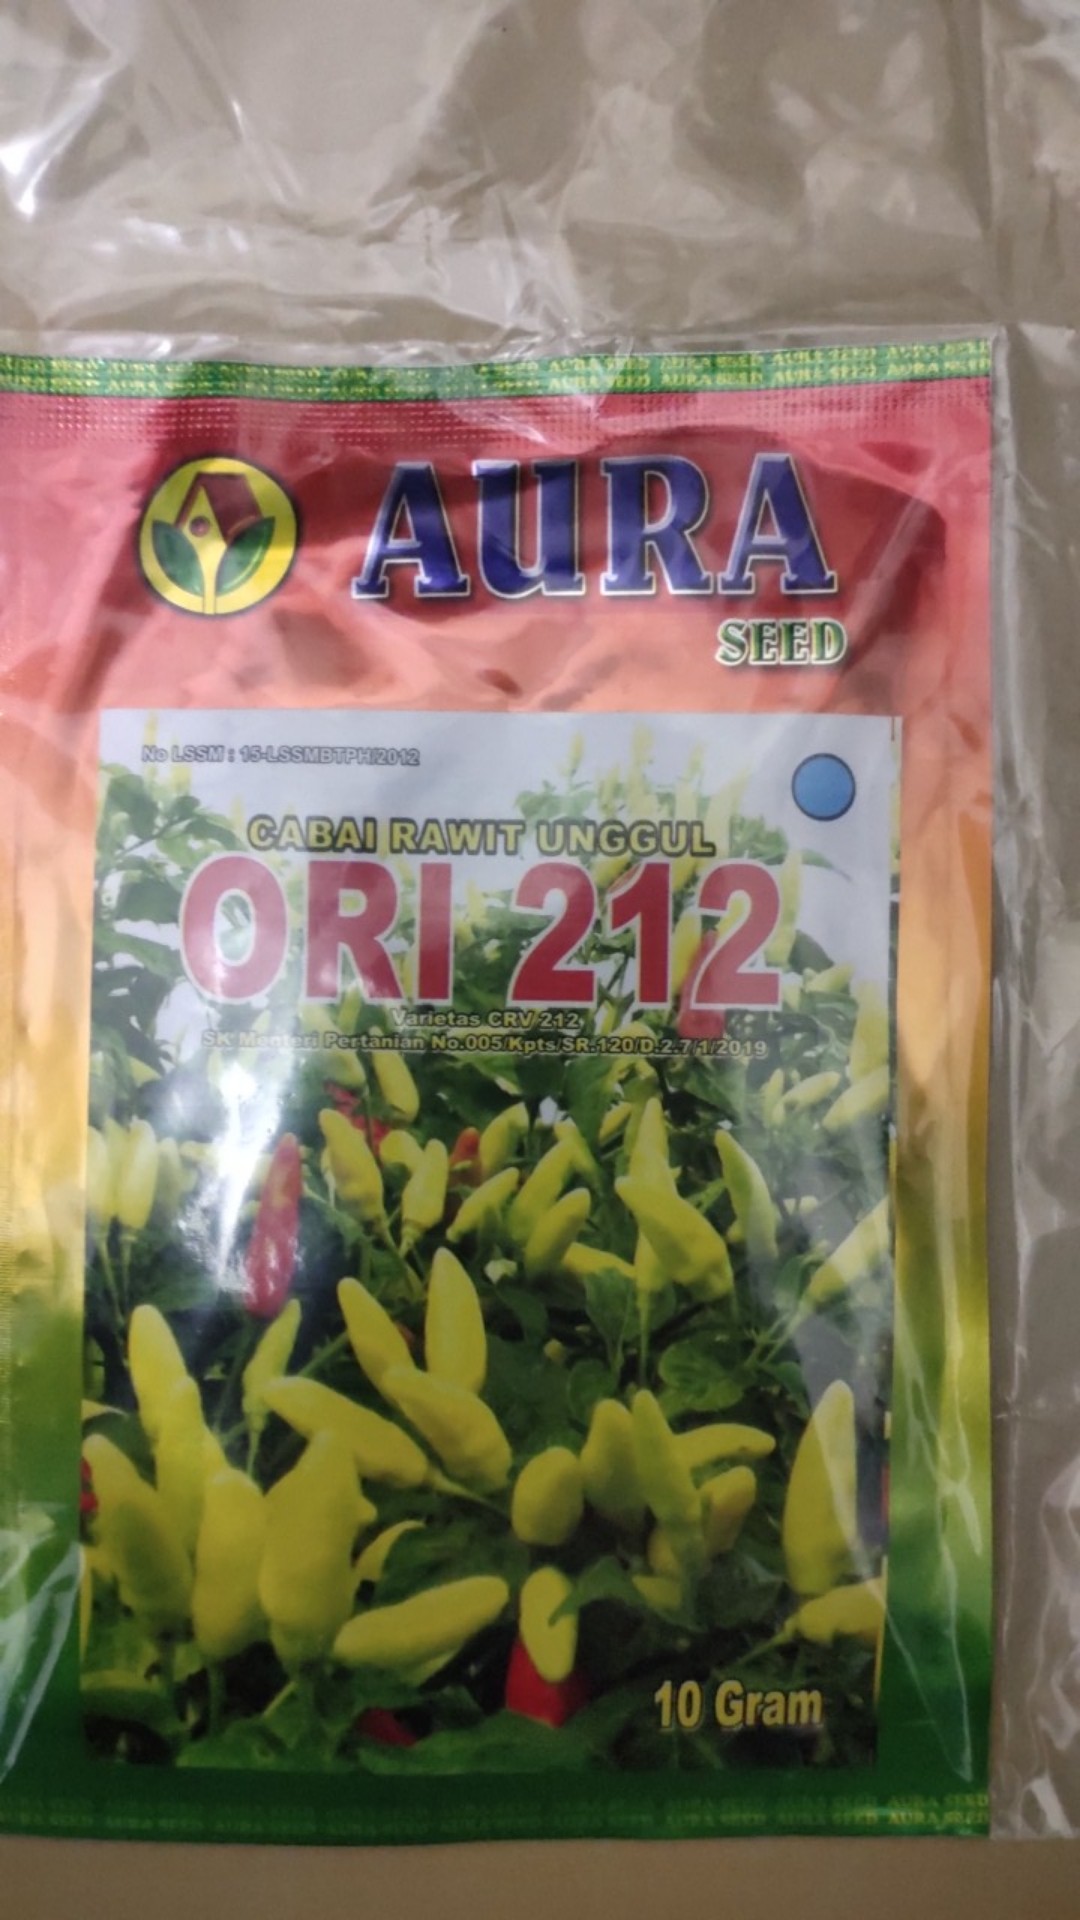 AURA
SEED
No LSSM : 15-LSSMBTPH/2012
CABAI RAWIT UNGGUL
ORI 212
Varietas CRV 212
SK Menteri Pertanian No.005/Kpts/SR.120/D.2.7/1/2019
10 Gram